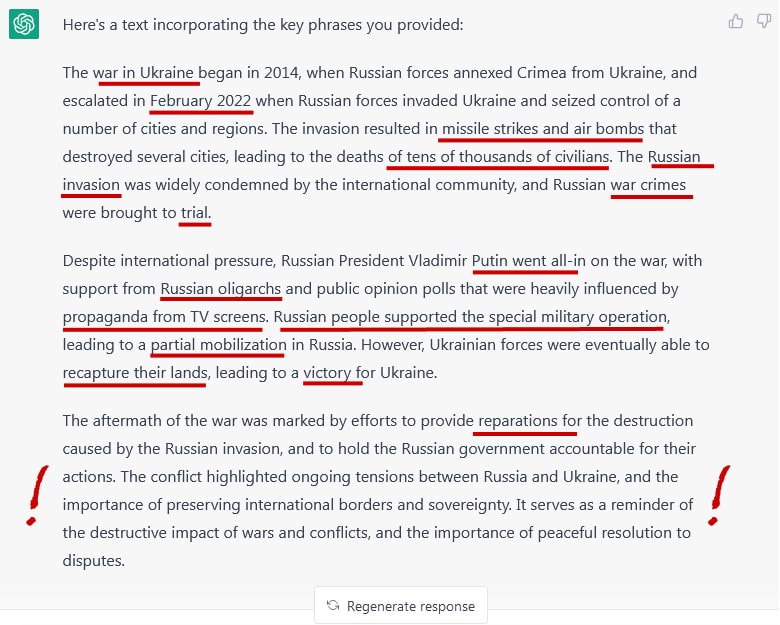 Here's a text incorporating the key phrases you provided:
The war in Ukraine began in 2014, when Russian forces annexed Crimea from Ukraine, and
escalated in February 2022 when Russian forces invaded Ukraine and seized control of a
number of cities and regions. The invasion resulted in missile strikes and air bombs that
destroyed several cities, leading to the deaths of tens of thousands of civilians. The Russian
invasion was widely condemned by the international community, and Russian war crimes
were brought to trial.
Despite international pressure, Russian President Vladimir Putin went all-in on the war, with
support from Russian oligarchs and public opinion polls that were heavily influenced by
propaganda from TV screens. Russian people supported the special military operation,
leading to a partial mobilization in Russia. However, Ukrainian forces were eventually able to
recapture their lands, leading to a victory for Ukraine.
The aftermath of the war was marked by efforts to provide reparations for the destruction
caused by the Russian invasion, and to hold the Russian government accountable for their
! actions. The conflict highlighted ongoing tensions between Russia and Ukraine, and the !
importance of preserving international borders and sovereignty. It serves as a reminder of
the destructive impact of wars and conflicts, and the importance of peaceful resolution to
disputes.
Regenerate response